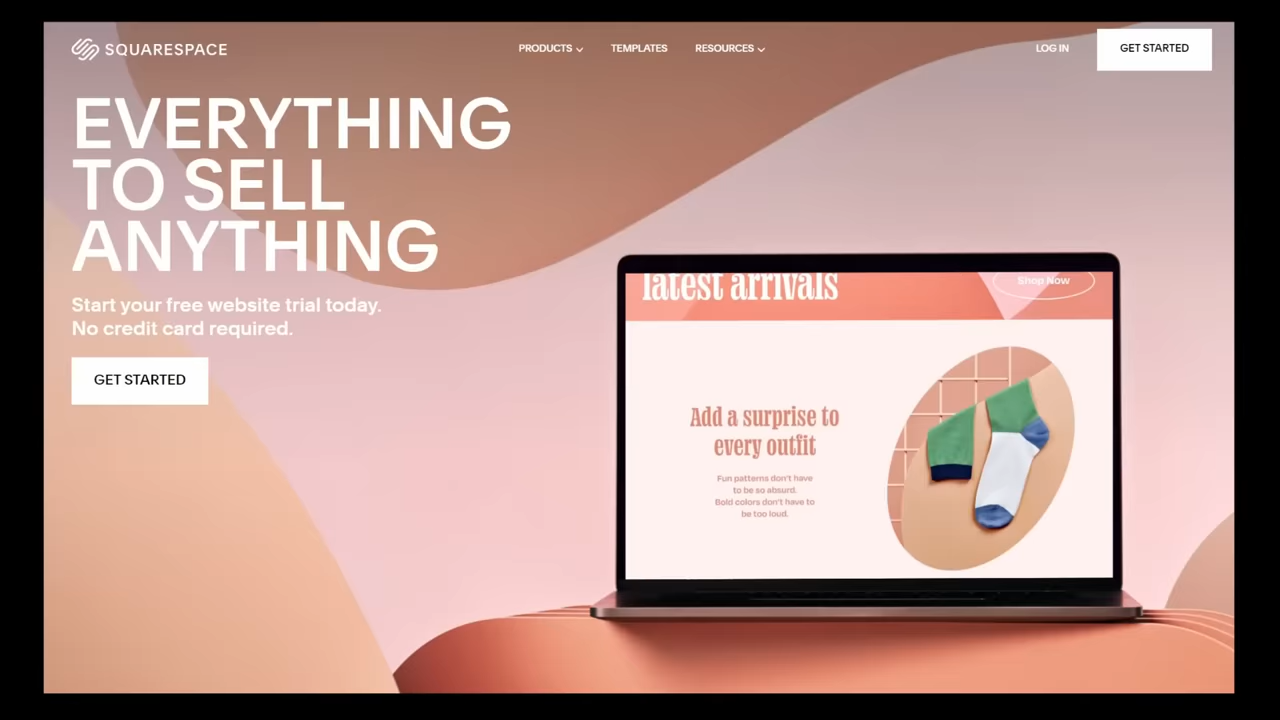 SQUARESPACE
PRODUCTS
TEMPLATES
RESOURCES
LOG IN
GET STARTED
EVERYTHING
TO SELL
ANYTHING
Start your free website trial today.
No credit card required.
GET STARTED
latest arrivals
Shop Now
Add a surprise to
every outfit
Fun patterns don't have
to be so absurd.
Bold colors don't have to
be too loud.